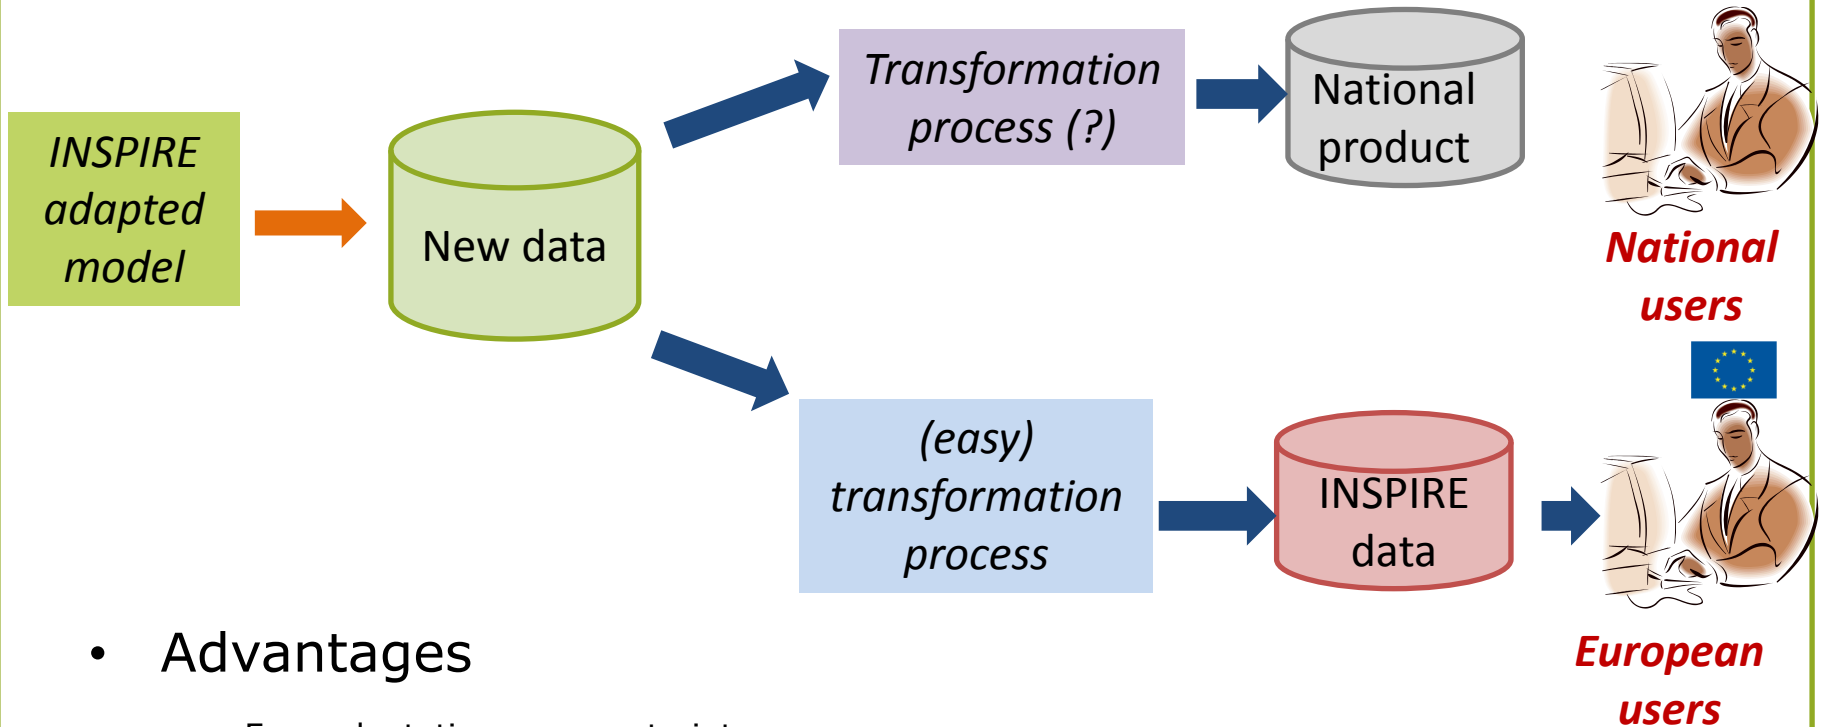 INSPIRE
adapted
model
New data
Transformation
process (?)
National
product
National
users
(easy)
transformation
process
INSPIRE
data
European
users
• Advantages